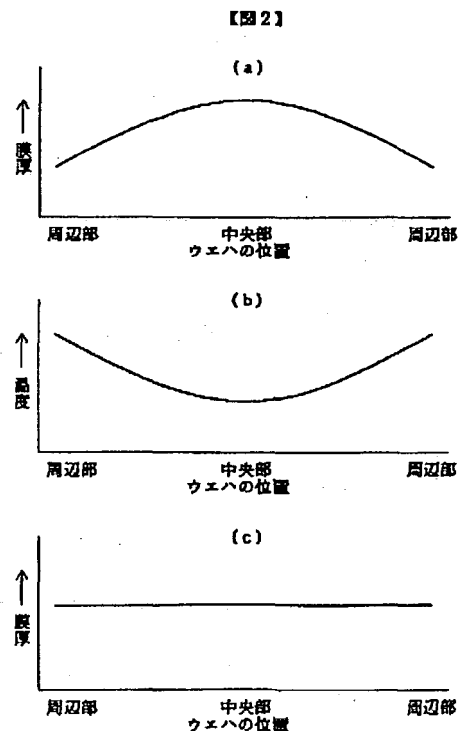 【図2】
(a)
↑
膜厚
周辺部 中央部 周辺部
ウエハの位置
(b)
↑
温度
周辺部 中央部 周辺部
ウエハの位置
(c)
↑
膜厚
周辺部 中央部 周辺部
ウエハの位置